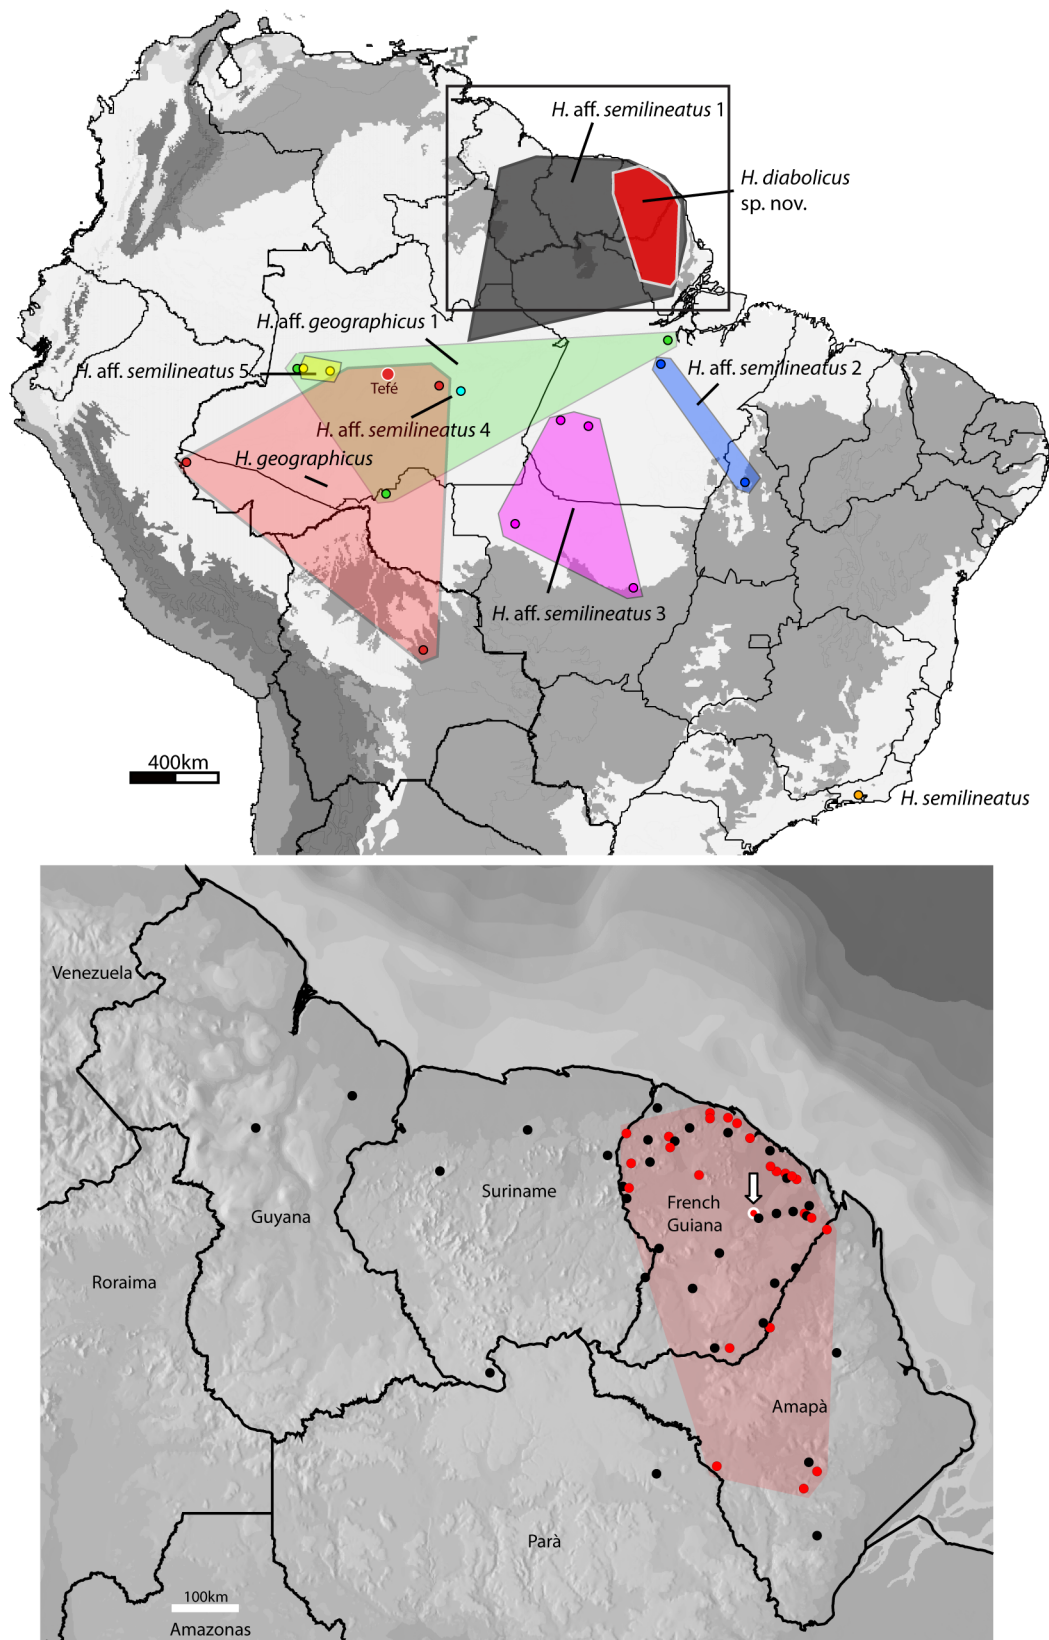 H. aff. semilineatus 1
H. diabolicus
sp. nov.
H. aff. geographicus 1
H. aff. semilineatus 5
H. aff. semilineatus 2
Tefé
H. aff. semilineatus 4
H. geographicus
H. aff. semilineatus 3
400km
H. semilineatus
Venezuela
Suriname
French
Guiana
Guyana
Roraima
Amapà
Parà
100km
Amazonas